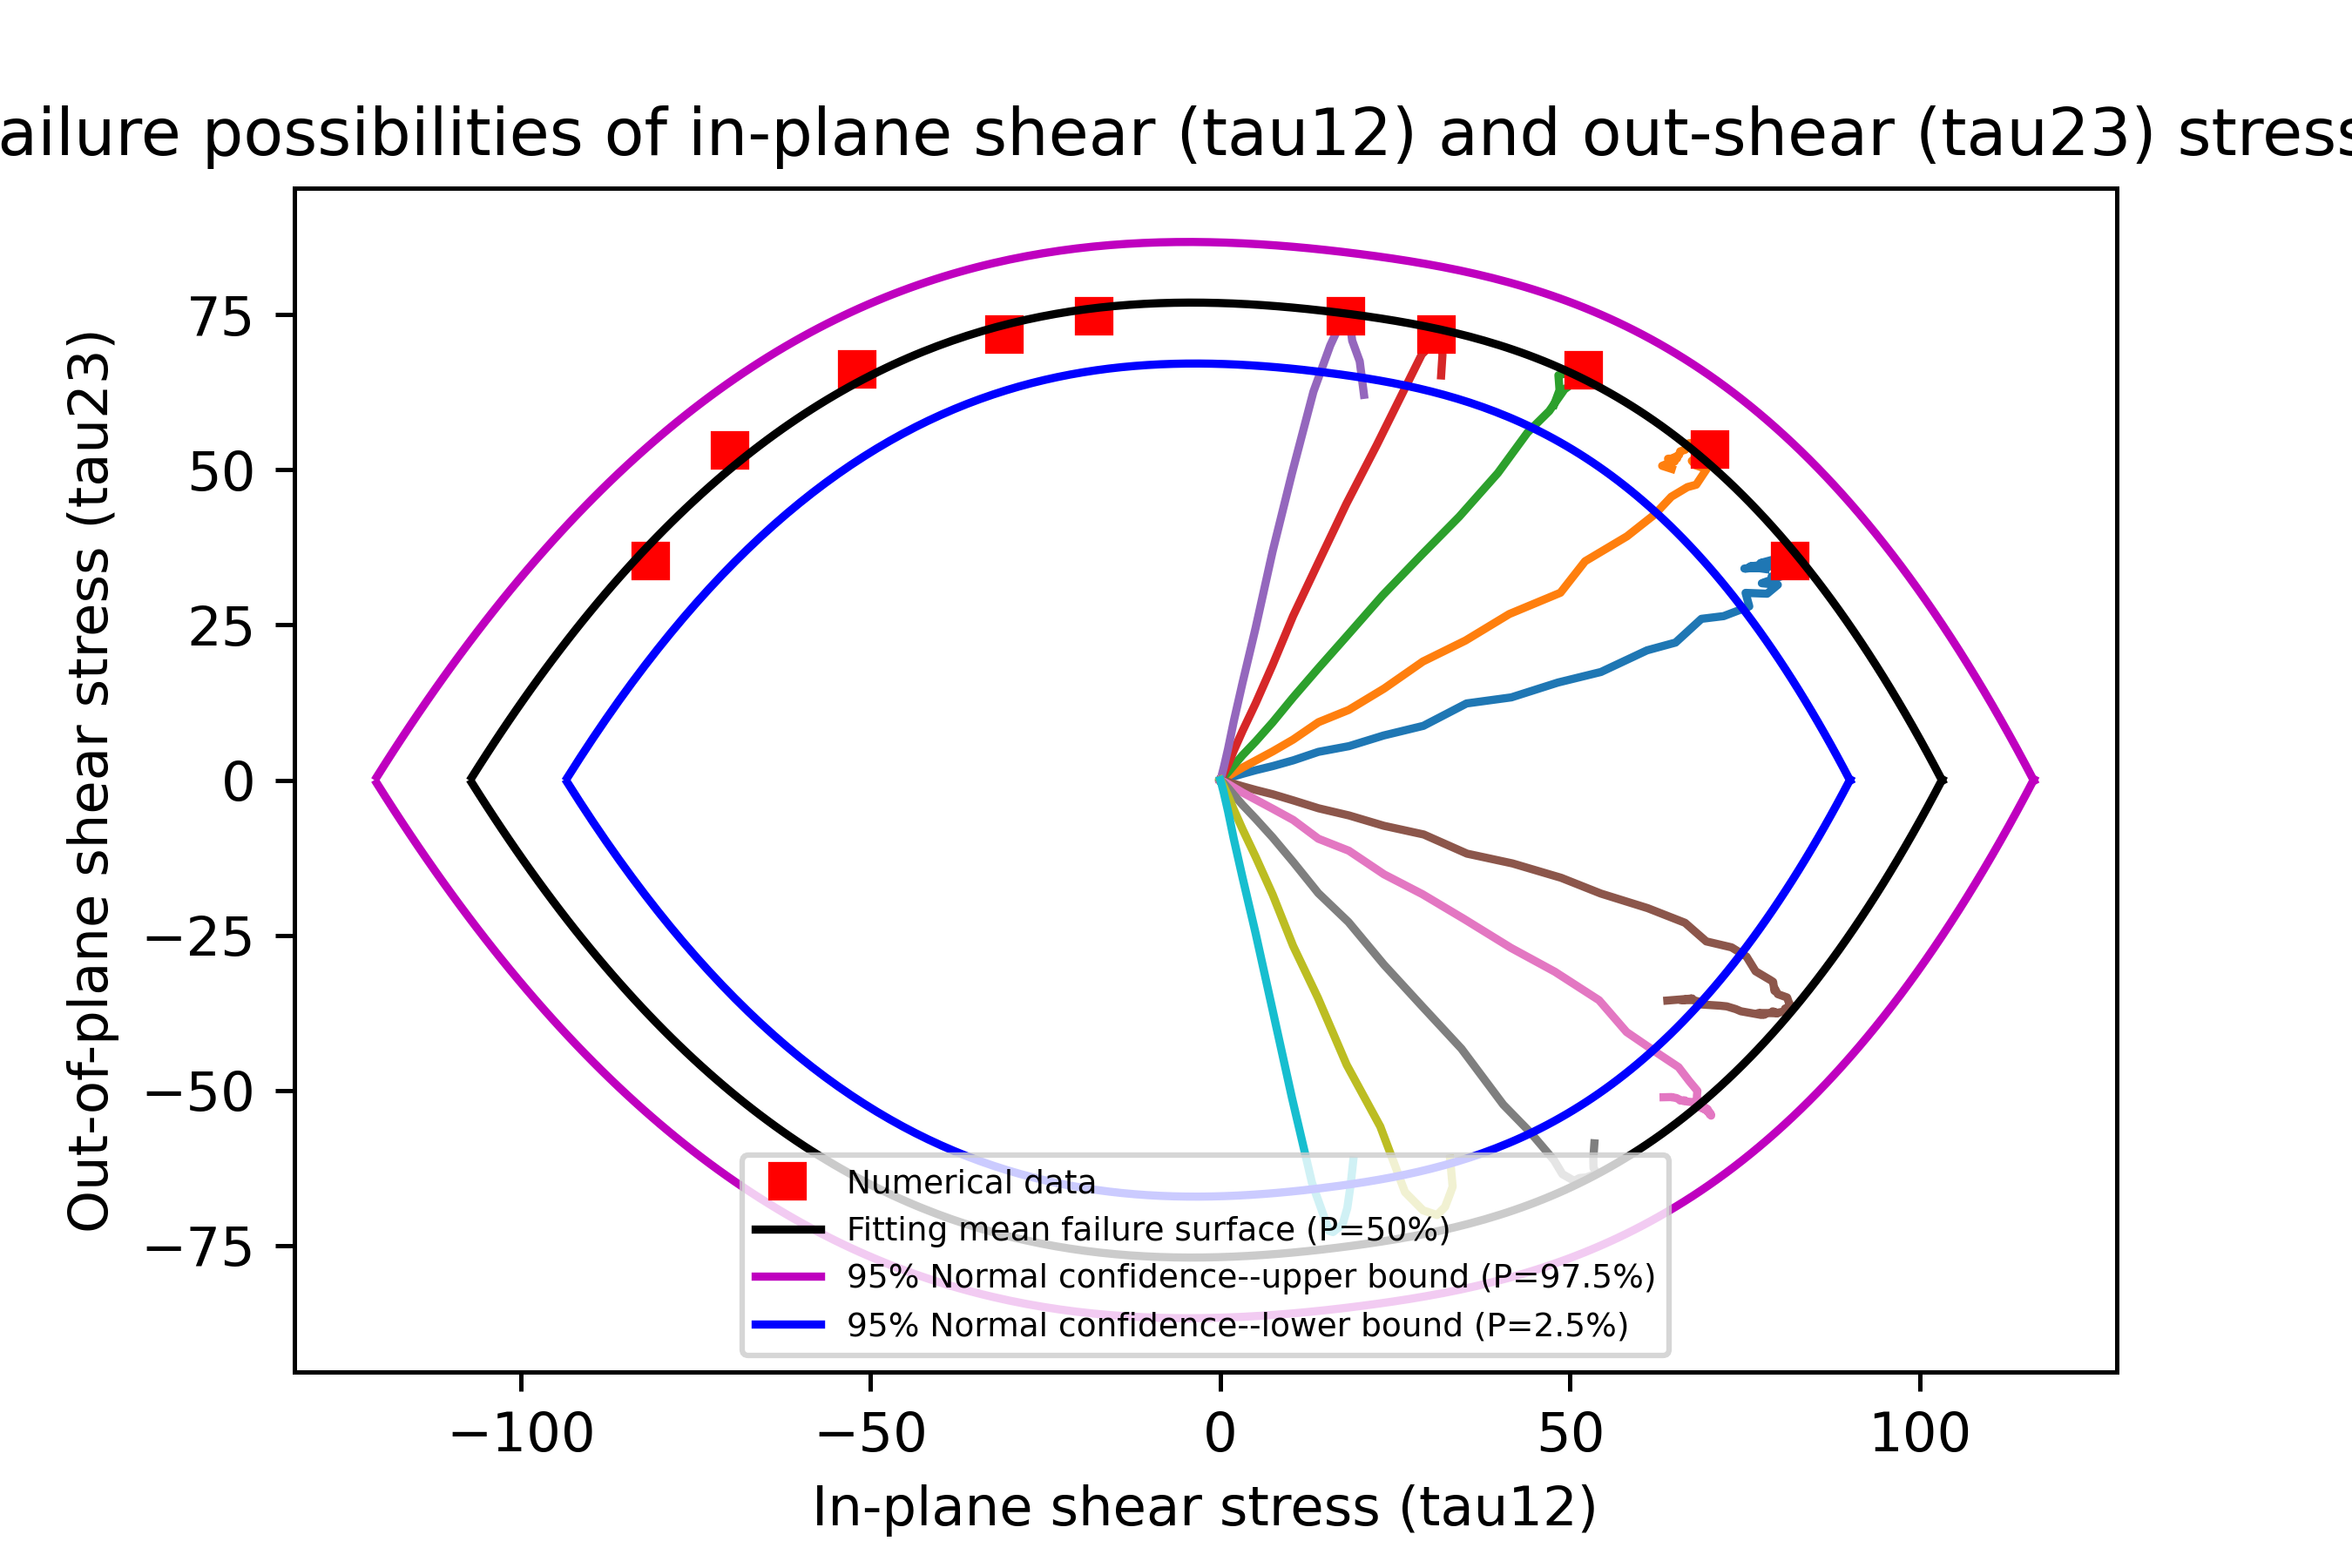 ailure possibilities of in-plane shear (tau12) and out-shear (tau23) stress
Out-of-plane shear stress (tau23)
75
50
25
0
−25
−50
−75
Numerical data
Fitting mean failure surface (P=50%)
95% Normal confidence--upper bound (P=97.5%)
95% Normal confidence--lower bound (P=2.5%)
−100
−50
0
50
100
In-plane shear stress (tau12)